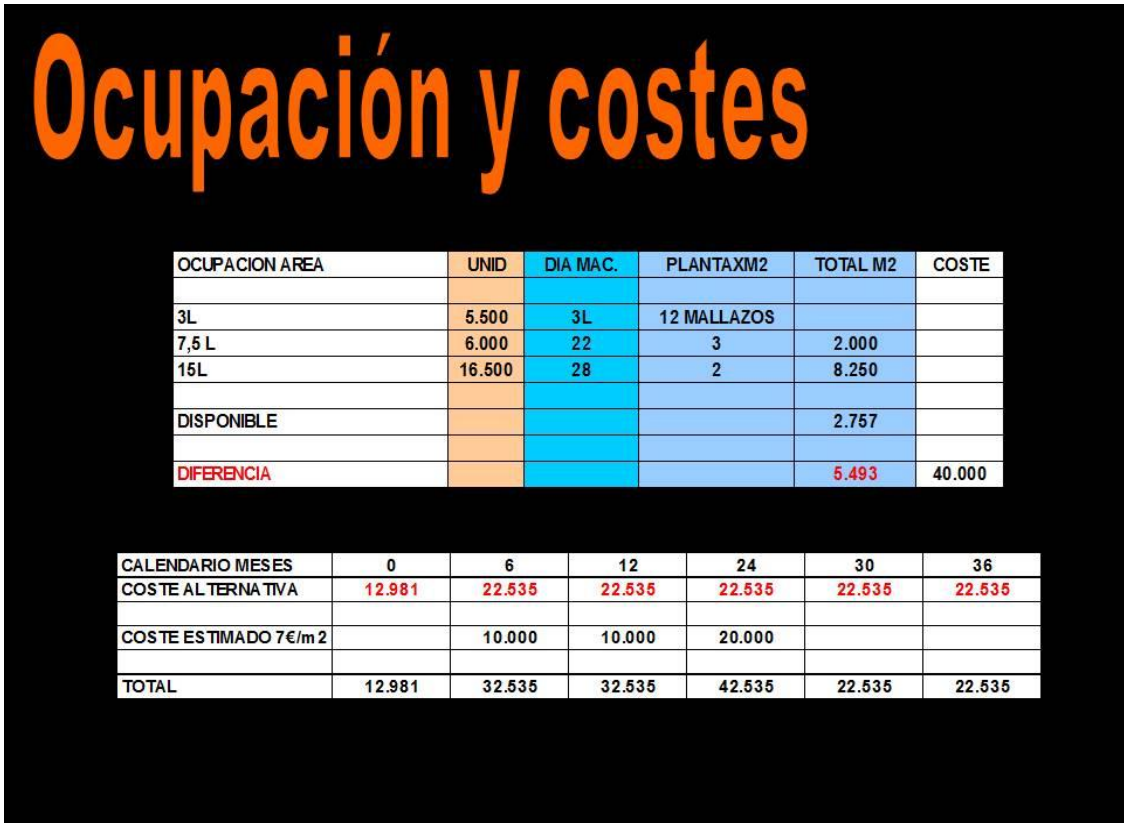 Ocupación y costes
OCUPACION AREA UNID DIA MAC. PLANTAXM2 TOTAL M2 COSTE
3L 5.500 3L 12 MALLAZOS
7,5 L 6.000 22 3 2.000
15L 16.500 28 2 8.250
DISPONIBLE 2.757
DIFERENCIA 5.493 40.000
CALENDARIO MESES 0 6 12 24 30 36
COSTE ALTERNATIVA 12.981 22.535 22.535 22.535 22.535 22.535
COSTE ESTIMADO 7€/m2 10.000 10.000 20.000
TOTAL 12.981 32.535 32.535 42.535 22.535 22.535